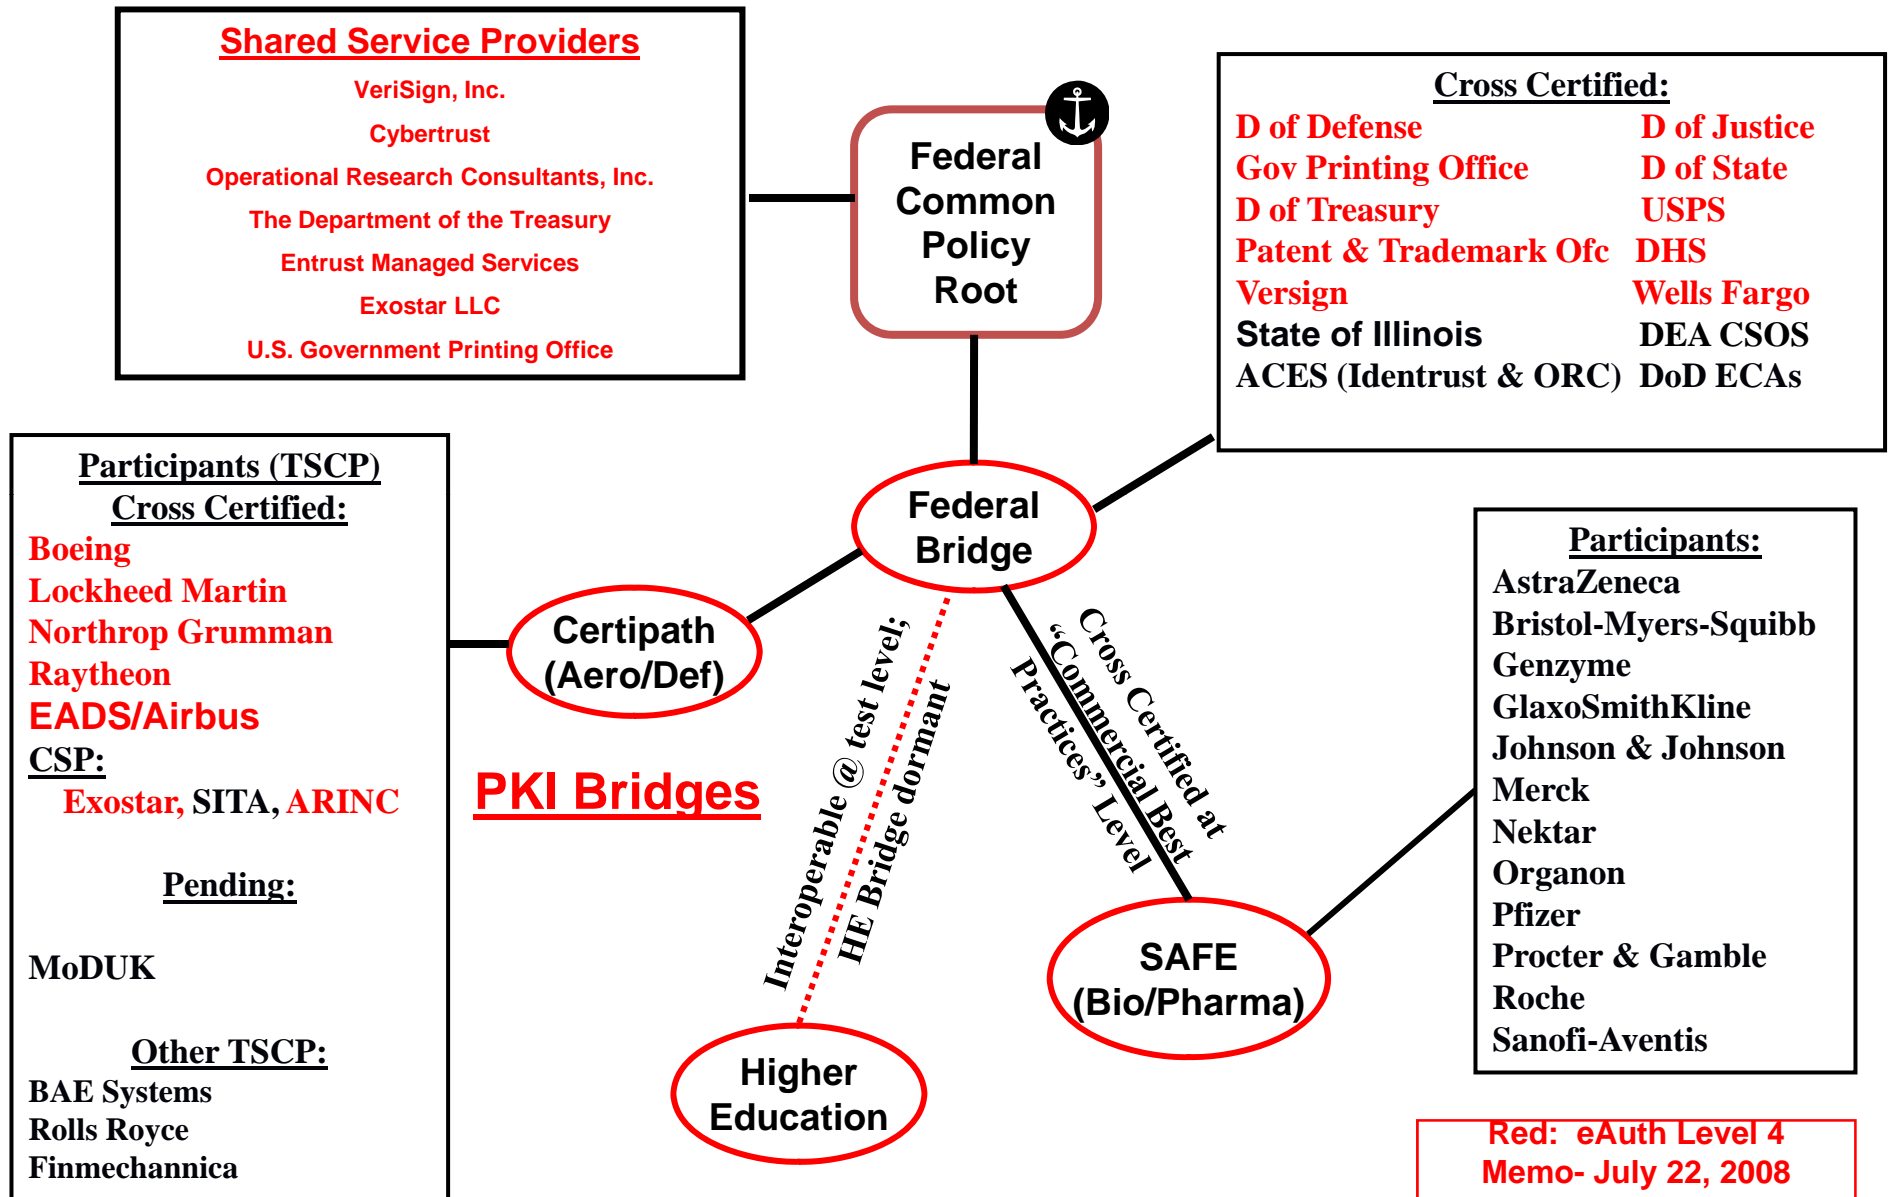 Shared Service Providers
VeriSign, Inc.
Cybertrust
Operational Research Consultants, Inc.
The Department of the Treasury
Entrust Managed Services
Exostar LLC
U.S. Government Printing Office
Federal
Common
Policy
Root
Cross Certified:
D of Defense D of Justice
Gov Printing Office D of State
D of Treasury USPS
Patent & Trademark Ofc DHS
Versign Wells Fargo
State of Illinois DEA CSOS
ACES (Identrust & ORC) DoD ECAs
Participants (TSCP)
Cross Certified:
Boeing
Lockheed Martin
Northrop Grumman
Raytheon
EADS/Airbus
CSP:
Exostar, SITA, ARINC
Pending:
MoDUK
Other TSCP:
BAE Systems
Rolls Royce
Finmechannica
Federal
Bridge
Certipath
(Aero/Def)
PKI Bridges
Interoperable @ test level;
HE Bridge dormant
Cross Certified at
“Commercial Best
Practices” Level
Higher
Education
SAFE
(Bio/Pharma)
Participants:
AstraZeneca
Bristol-Myers-Squibb
Genzyme
GlaxoSmithKline
Johnson & Johnson
Merck
Nektar
Organon
Pfizer
Procter & Gamble
Roche
Sanofi-Aventis
Red: eAuth Level 4
Memo- July 22, 2008